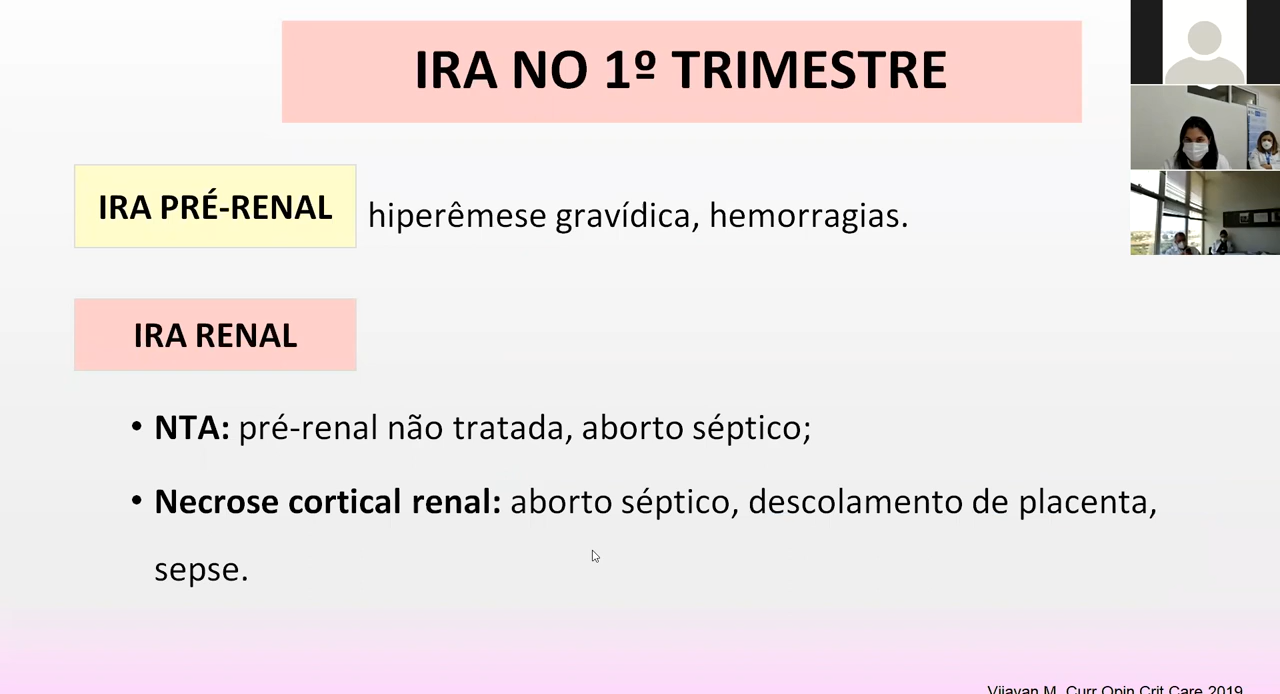 IRA NO 1º TRIMESTRE
IRA PRÉ-RENAL
hiperêmese gravídica, hemorragias.
IRA RENAL
• NTA: pré-renal não tratada, aborto séptico;
• Necrose cortical renal: aborto séptico, descolamento de placenta,
sepse.
Vijayan M. Curr Opin Crit Care 2019